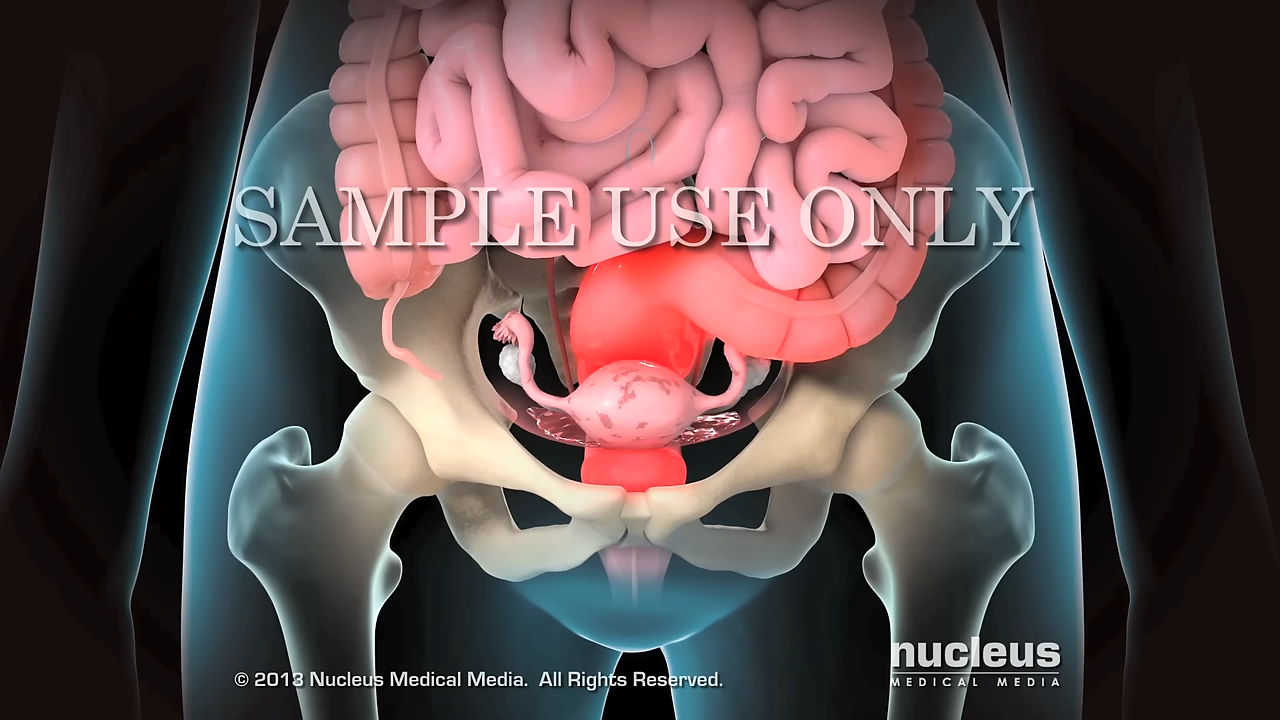 SAMPLE USE ONLY
nucleus
MEDICAL MEDIA
© 2013 Nucleus Medical Media. All Rights Reserved.